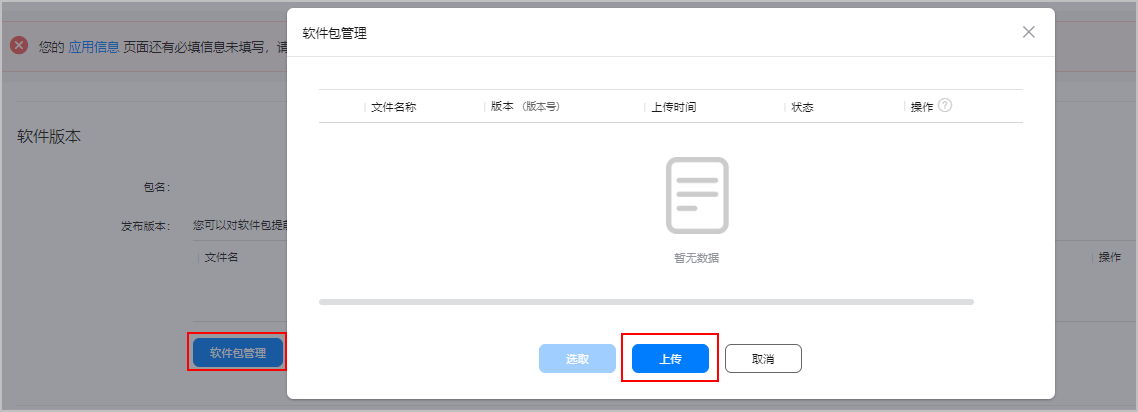 软件包管理
您的 应用信息 页面还有必填信息未填写，请
文件名称 版本 （版本号） 上传时间 状态 操作 ?
软件版本
包名：
发布版本： 您可以对软件包提前
文件名 操作
暂无数据
软件包管理
选取 上传 取消